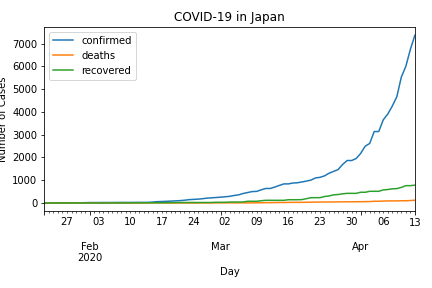 COVID-19 in Japan
confirmed
deaths
recovered
7000
6000
5000
4000
3000
2000
1000
0
Number of Cases
27 03 10 17 24 02 09 16 23 30 06 13
Feb Mar Apr
2020
Day